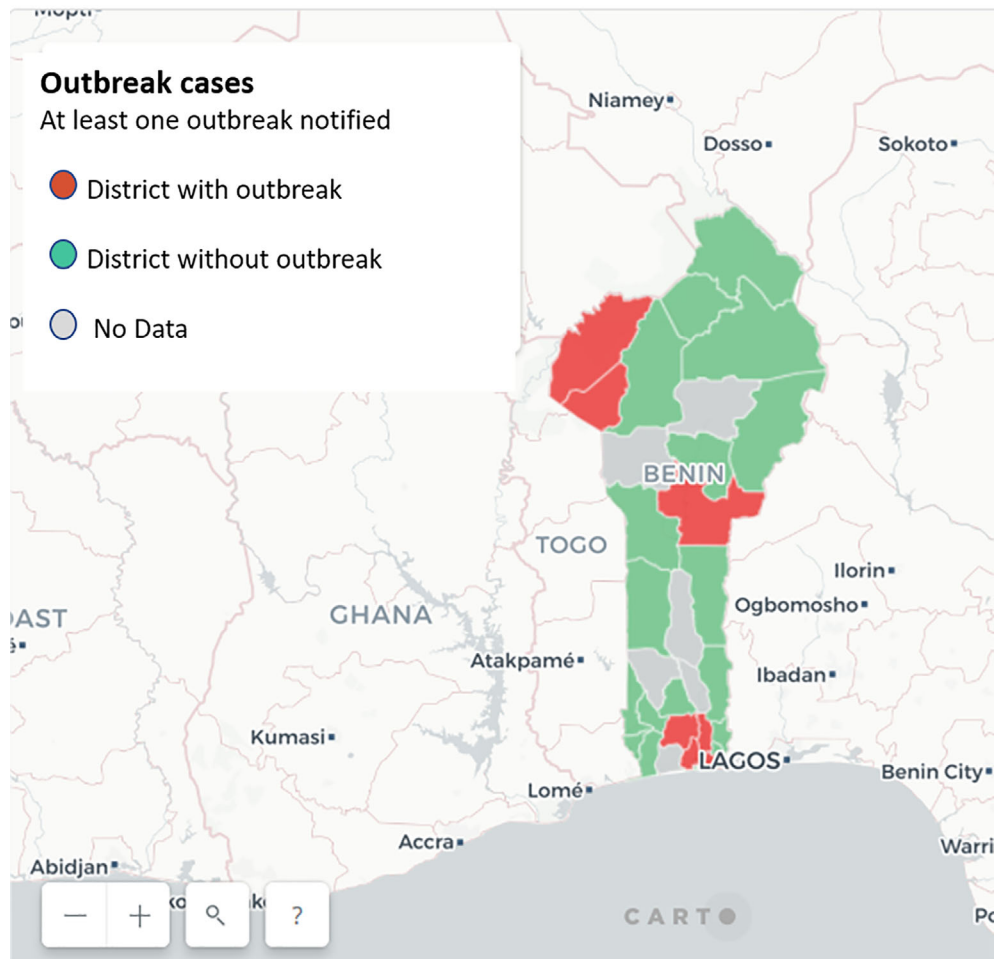 Outbreak cases
At least one outbreak notified
District with outbreak
District without outbreak
No Data
Niamey
Dosso
Sokoto
BENIN
TOGO
Ilorin
GHANA
Ogbomosho
Atakpamé
Ibadan
Kumasi
LAGOS
Benin City
Lomé
Accra
Warri
Abidjan
CARTO
?